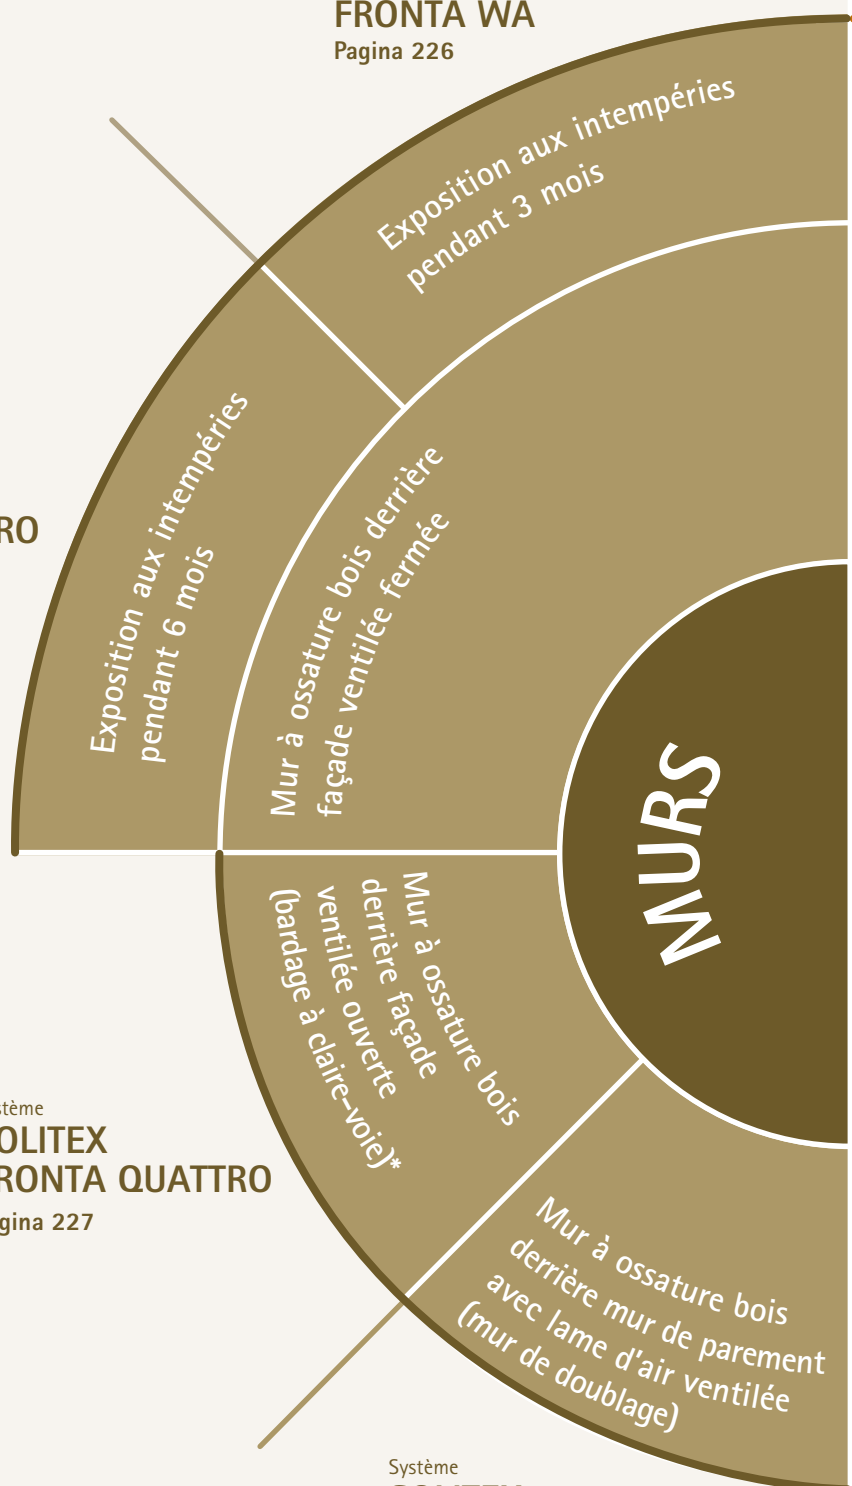 FRONTA WA
Pagina 226
Exposition aux intempéries
pendant 3 mois
Exposition aux intempéries
pendant 6 mois
RO
Mur à ossature bois derrière
façade ventilée fermée
MURS
Mur à ossature bois
derrière façade
ventilée ouverte
(bardage à claire-voie)*
stème
OLITEX
RONTA QUATTRO
gina 227
Mur à ossature bois
derrière mur de parement
avec lame d'air ventilée
(mur de doublage)
Système